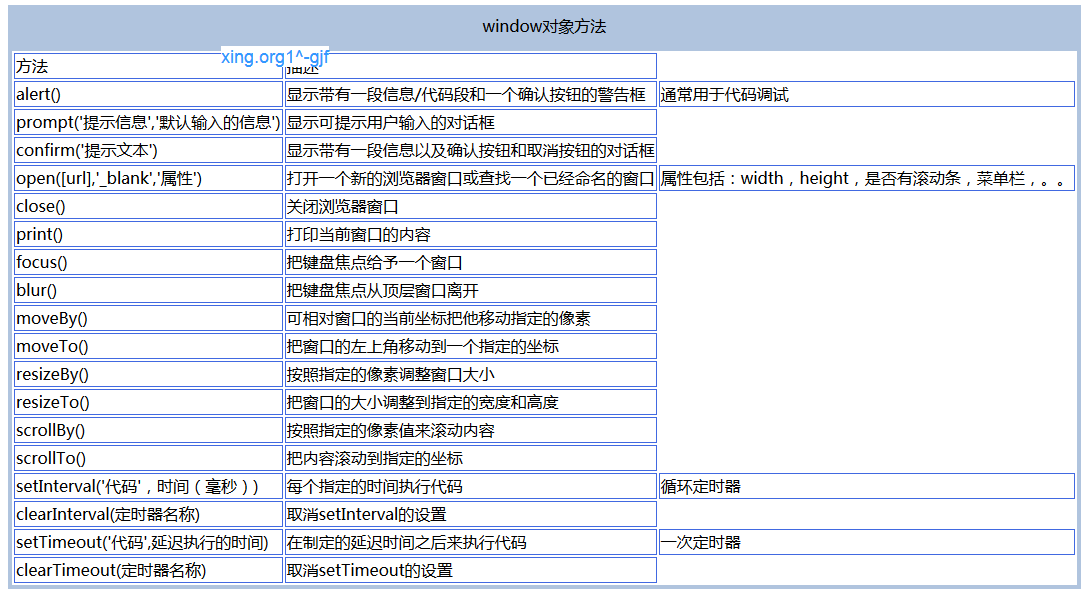 window对象方法
xing.org1^-gjf
方法 描述
alert() 显示带有一段信息/代码段和一个确认按钮的警告框 通常用于代码调试
prompt('提示信息','默认输入的信息') 显示可提示用户输入的对话框
confirm('提示文本') 显示带有一段信息以及确认按钮和取消按钮的对话框
open([url],'_blank','属性') 打开一个新的浏览器窗口或查找一个已经命名的窗口 属性包括：width，height，是否有滚动条，菜单栏，。。
close() 关闭浏览器窗口
print() 打印当前窗口的内容
focus() 把键盘焦点给予一个窗口
blur() 把键盘焦点从顶层窗口离开
moveBy() 可相对窗口的当前坐标把他移动指定的像素
moveTo() 把窗口的左上角移动到一个指定的坐标
resizeBy() 按照指定的像素调整窗口大小
resizeTo() 把窗口的大小调整到指定的宽度和高度
scrollBy() 按照指定的像素值来滚动内容
scrollTo() 把内容滚动到指定的坐标
setInterval('代码'，时间（毫秒）) 每个指定的时间执行代码 循环定时器
clearInterval(定时器名称) 取消setInterval的设置
setTimeout('代码',延迟执行的时间) 在制定的延迟时间之后来执行代码 一次定时器
clearTimeout(定时器名称) 取消setTimeout的设置